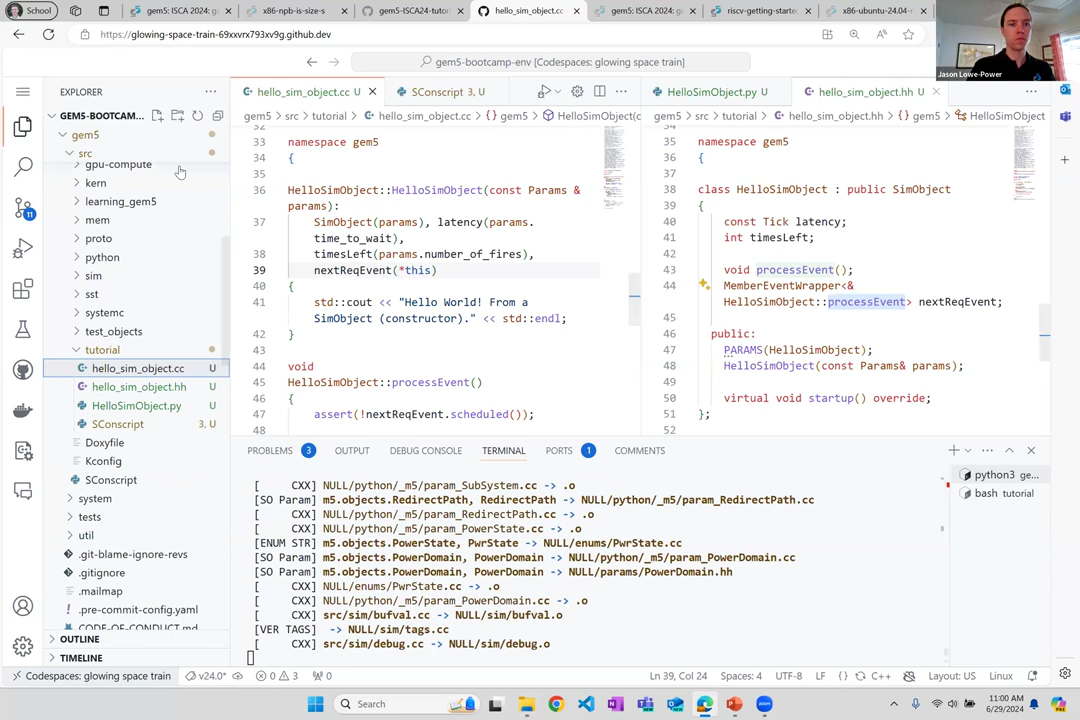 School
gem5: ISCA 2024: g
x86-npb-is-size-s
gem5-ISCA24-tutor
hello_sim_object.cc
gem5: ISCA 2024: g
riscv-getting-starte
x86-ubuntu-24.04-
https://glowing-space-train-69xxvrx793xv9g.github.dev
Jason Lowe-Power
gem5-bootcamp-env [Codespaces: glowing space train]
EXPLORER
GEM5-BOOTCAM...
gem5
src
gpu-compute
kern
learning_gem5
mem
proto
python
sim
sst
systemc
test_objects
tutorial
hello_sim_object.cc U
hello_sim_object.hh U
HelloSimObject.py U
SConscript 3, U
Doxyfile
Kconfig
SConscript
system
tests
util
.git-blame-ignore-revs
.gitignore
.mailmap
.pre-commit-config.yaml
CODE-OF-CONDUCT.md
OUTLINE
TIMELINE
11
hello_sim_object.cc U
SConscript 3, U
gem5 > src > tutorial > hello_sim_object.cc > {} gem5 > HelloSimObject(c
32
33 namespace gem5
34 {
35
36 HelloSimObject::HelloSimObject(const Params &
params):
37 SimObject(params), latency(params.
time_to_wait),
38 timesLeft(params.number_of_fires),
39 nextReqEvent(*this)
40 {
41 std::cout << "Hello World! From a
SimObject (constructor)." << std::endl;
42 }
43
44 void
45 HelloSimObject::processEvent()
46 {
47 assert(!nextReqEvent.scheduled());
48
HelloSimObject.py U
hello_sim_object.hh U
gem5 > src > tutorial > hello_sim_object.hh > {} gem5 > HelloSimObject
34
35 namespace gem5
36 {
37
38 class HelloSimObject : public SimObject
39 {
40 const Tick latency;
41 int timesLeft;
42
43 void processEvent();
44 MemberEventWrapper<&
HelloSimObject::processEvent> nextReqEvent;
45
46 public:
47 PARAMS(HelloSimObject);
48 HelloSimObject(const Params& params);
49
50 virtual void startup() override;
51 };
52
PROBLEMS 3 OUTPUT DEBUG CONSOLE TERMINAL PORTS 1 COMMENTS
[ CXX] NULL/python/_m5/param_SubSystem.cc -> .o
[SO Param] m5.objects.RedirectPath, RedirectPath -> NULL/python/_m5/param_RedirectPath.cc
[ CXX] NULL/python/_m5/param_RedirectPath.cc -> .o
[ CXX] NULL/python/_m5/param_PowerState.cc -> .o
[ENUM STR] m5.objects.PowerState, PwrState -> NULL/enums/PwrState.cc
[SO Param] m5.objects.PowerDomain, PowerDomain -> NULL/python/_m5/param_PowerDomain.cc
[SO Param] m5.objects.PowerDomain, PowerDomain -> NULL/params/PowerDomain.hh
[ CXX] NULL/enums/PwrState.cc -> .o
[ CXX] NULL/python/_m5/param_PowerDomain.cc -> .o
[ CXX] src/sim/bufval.cc -> NULL/sim/bufval.o
[VER TAGS] -> NULL/sim/tags.cc
[ CXX] src/sim/debug.cc -> NULL/sim/debug.o
python3 ge...
bash tutorial
Codespaces: glowing space train
v24.0*
0 3
0
Ln 39, Col 24
Spaces: 4
UTF-8
LF
{} C++
Layout: US
Linux
Search
11:00 AM
6/29/2024